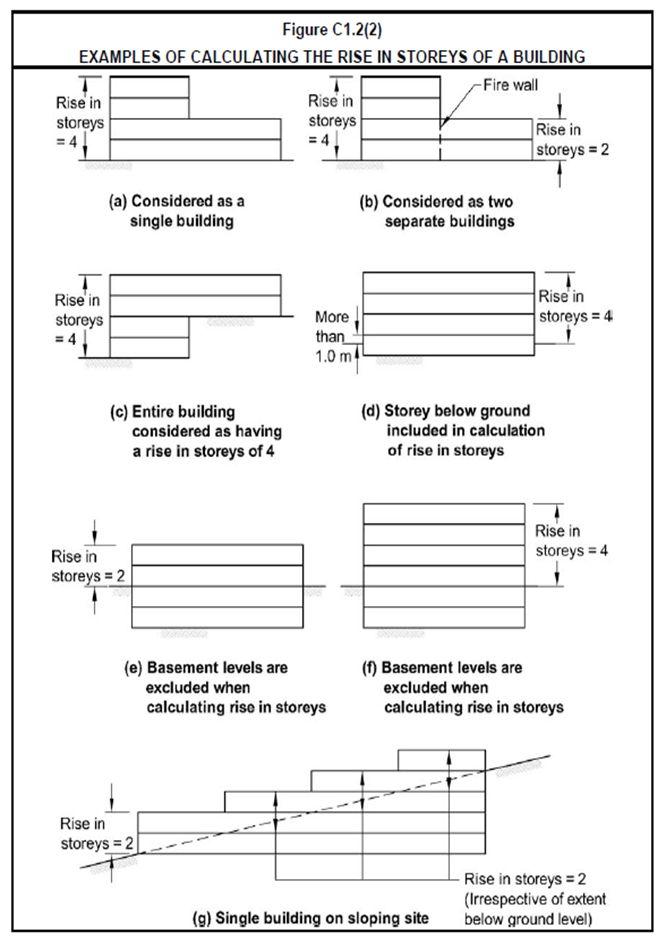 Figure C1.2(2)
EXAMPLES OF CALCULATING THE RISE IN STOREYS OF A BUILDING
Rise in
storeys
= 4
(a) Considered as a
single building
Rise in
storeys
= 4
Fire wall
Rise in
storeys = 2
(b) Considered as two
separate buildings
Rise in
storeys
= 4
(c) Entire building
considered as having
a rise in storeys of 4
More
than
1.0 m
Rise in
storeys = 4
(d) Storey below ground
included in calculation
of rise in storeys
Rise in
storeys = 2
(e) Basement levels are
excluded when
calculating rise in storeys
Rise in
storeys = 4
(f) Basement levels are
excluded when
calculating rise in storeys
Rise in
storeys = 2
Rise in storeys = 2
(Irrespective of extent
below ground level)
(g) Single building on sloping site